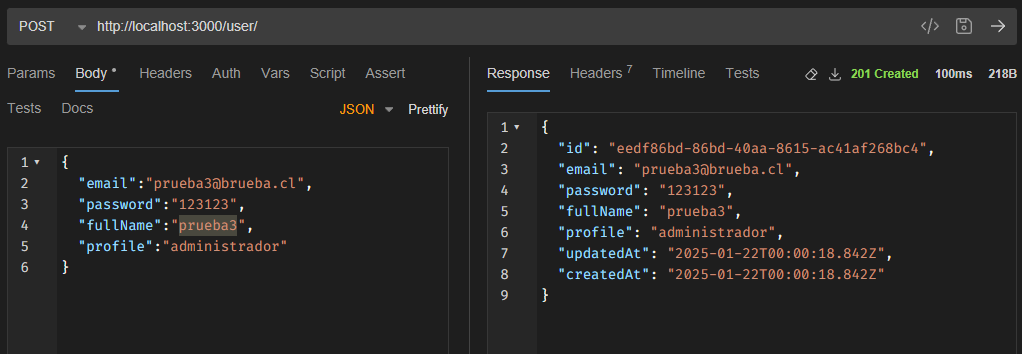 POST http://localhost:3000/user/
Params Body Headers Auth Vars Script Assert
Tests Docs JSON Prettify
1 {
2 "email":"prueba3@brueba.cl",
3 "password":"123123",
4 "fullName":"prueba3",
5 "profile":"administrador"
6 }
Response Headers 7 Timeline Tests 201 Created 100ms 218B
1 {
2 "id": "eedf86bd-86bd-40aa-8615-ac41af268bc4",
3 "email": "prueba3@brueba.cl",
4 "password": "123123",
5 "fullName": "prueba3",
6 "profile": "administrador",
7 "updatedAt": "2025-01-22T00:00:18.842Z",
8 "createdAt": "2025-01-22T00:00:18.842Z"
9 }